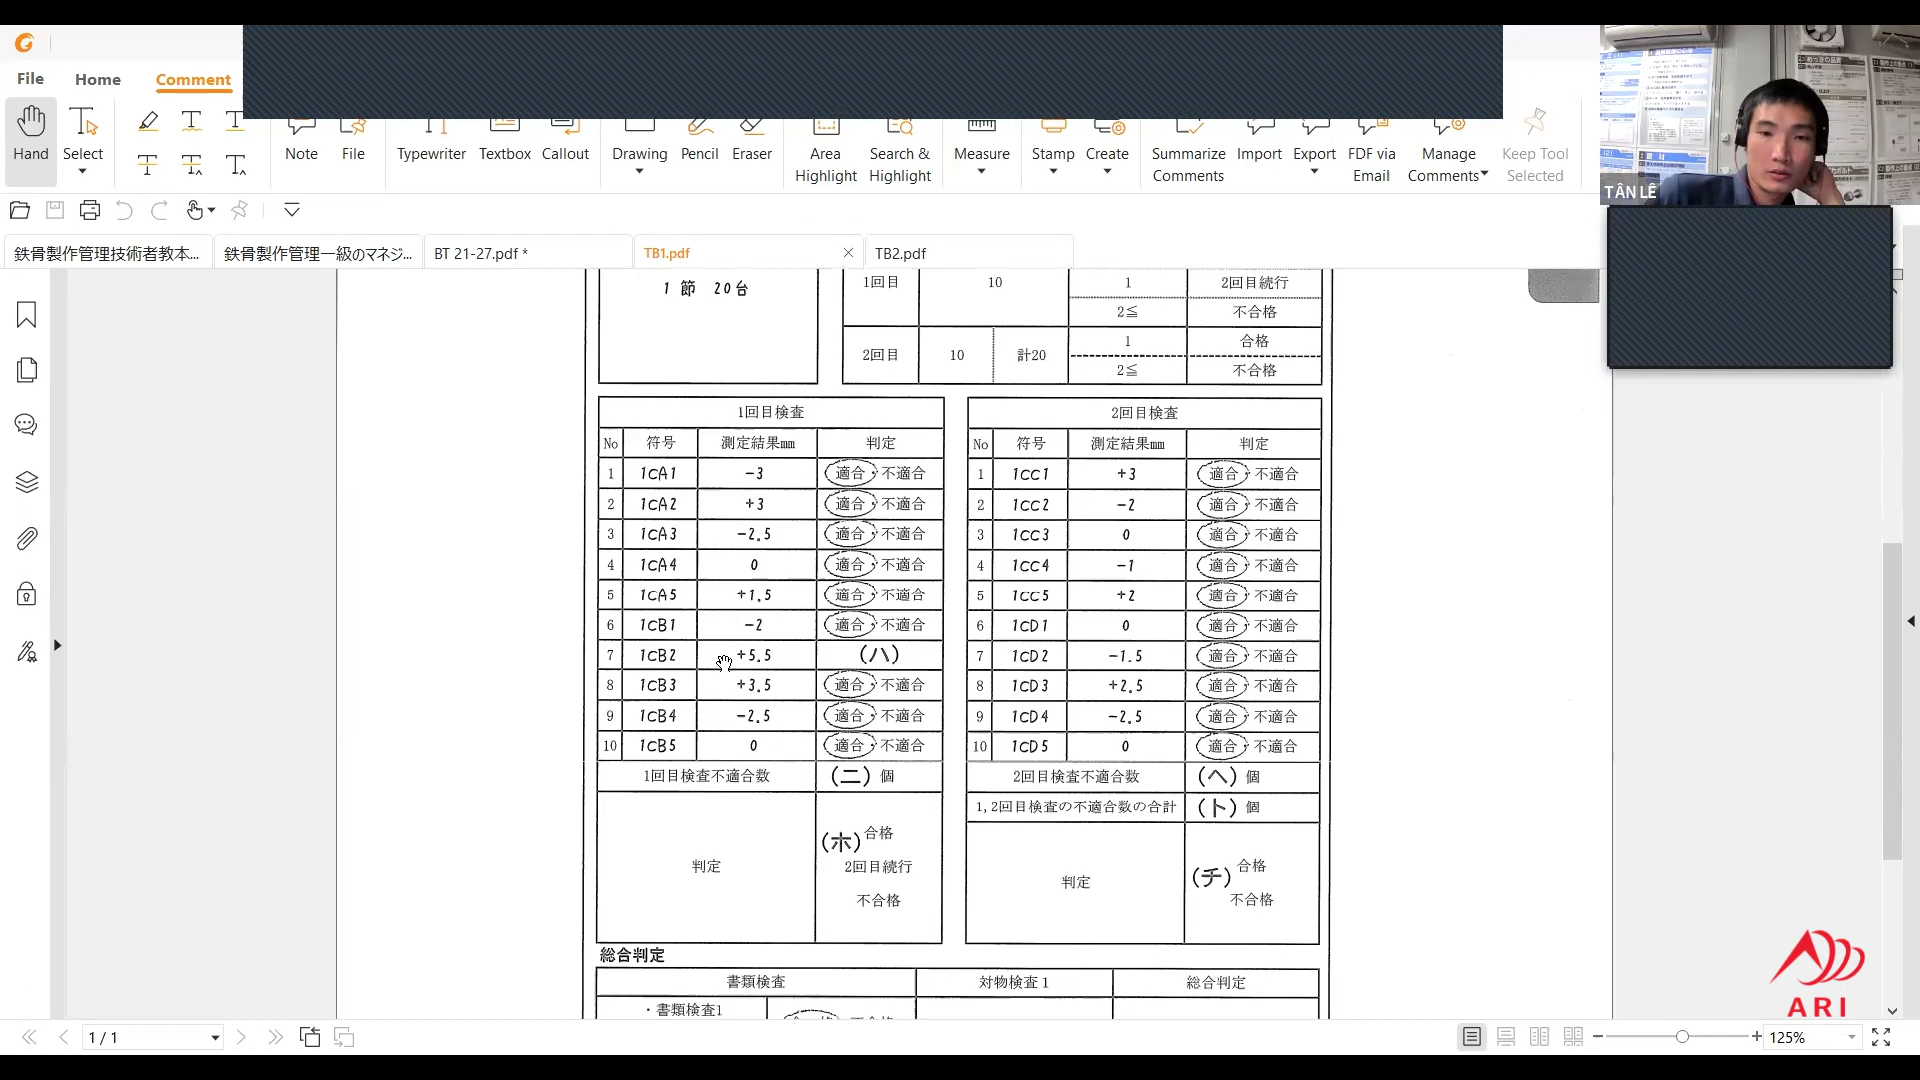 File Home Comment
Hand Select Note File Typewriter Textbox Callout Drawing Pencil Eraser Area Highlight Search & Highlight Measure Stamp Create Summarize Comments Import Export FDF via Email Manage Comments Keep Tool Selected
TÂN LÊ
鉄骨製作管理技術者教本... 鉄骨製作管理一級のマネジ... BT 21-27.pdf * TB1.pdf TB2.pdf
1 節 20台
1回目 10 1 2回目続行
2≦ 不合格
2回目 10 計20 1 合格
2≦ 不合格
1回目検査
No 符号 測定結果mm 判定
1 1CA1 -3 適合・不適合
2 1CA2 +3 適合・不適合
3 1CA3 -2.5 適合・不適合
4 1CA4 0 適合・不適合
5 1CA5 +1.5 適合・不適合
6 1CB1 -2 適合・不適合
7 1CB2 +5.5 (ハ)
8 1CB3 +3.5 適合・不適合
9 1CB4 -2.5 適合・不適合
10 1CB5 0 適合・不適合
1回目検査不適合数 (ニ) 個
判定 (ホ) 合格
2回目続行
不合格
2回目検査
No 符号 測定結果mm 判定
1 1CC1 +3 適合・不適合
2 1CC2 -2 適合・不適合
3 1CC3 0 適合・不適合
4 1CC4 -1 適合・不適合
5 1CC5 +2 適合・不適合
6 1CD1 0 適合・不適合
7 1CD2 -1.5 適合・不適合
8 1CD3 +2.5 適合・不適合
9 1CD4 -2.5 適合・不適合
10 1CD5 0 適合・不適合
2回目検査不適合数 (ヘ) 個
1,2回目検査の不適合数の合計 (ト) 個
判定 (チ) 合格
不合格
総合判定
書類検査 対物検査1 総合判定
・書類検査1
ARI
1 / 1
125%